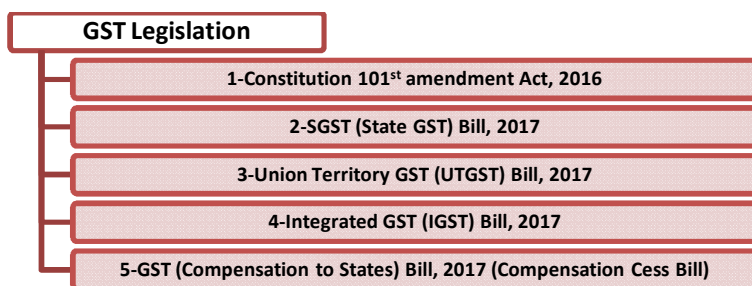 GST Legislation
1-Constitution 101st amendment Act, 2016
2-SGST (State GST) Bill, 2017
3-Union Territory GST (UTGST) Bill, 2017
4-Integrated GST (IGST) Bill, 2017
5-GST (Compensation to States) Bill, 2017 (Compensation Cess Bill)